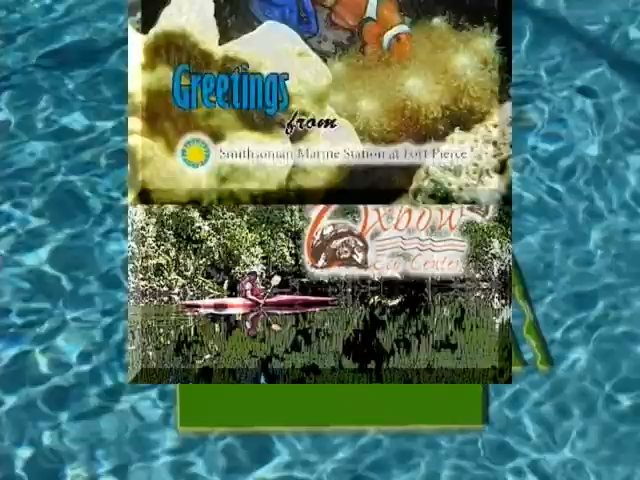 Greetings
from
Smithsonian Marine Station at Fort Pierce
Oxbow
Eco Center